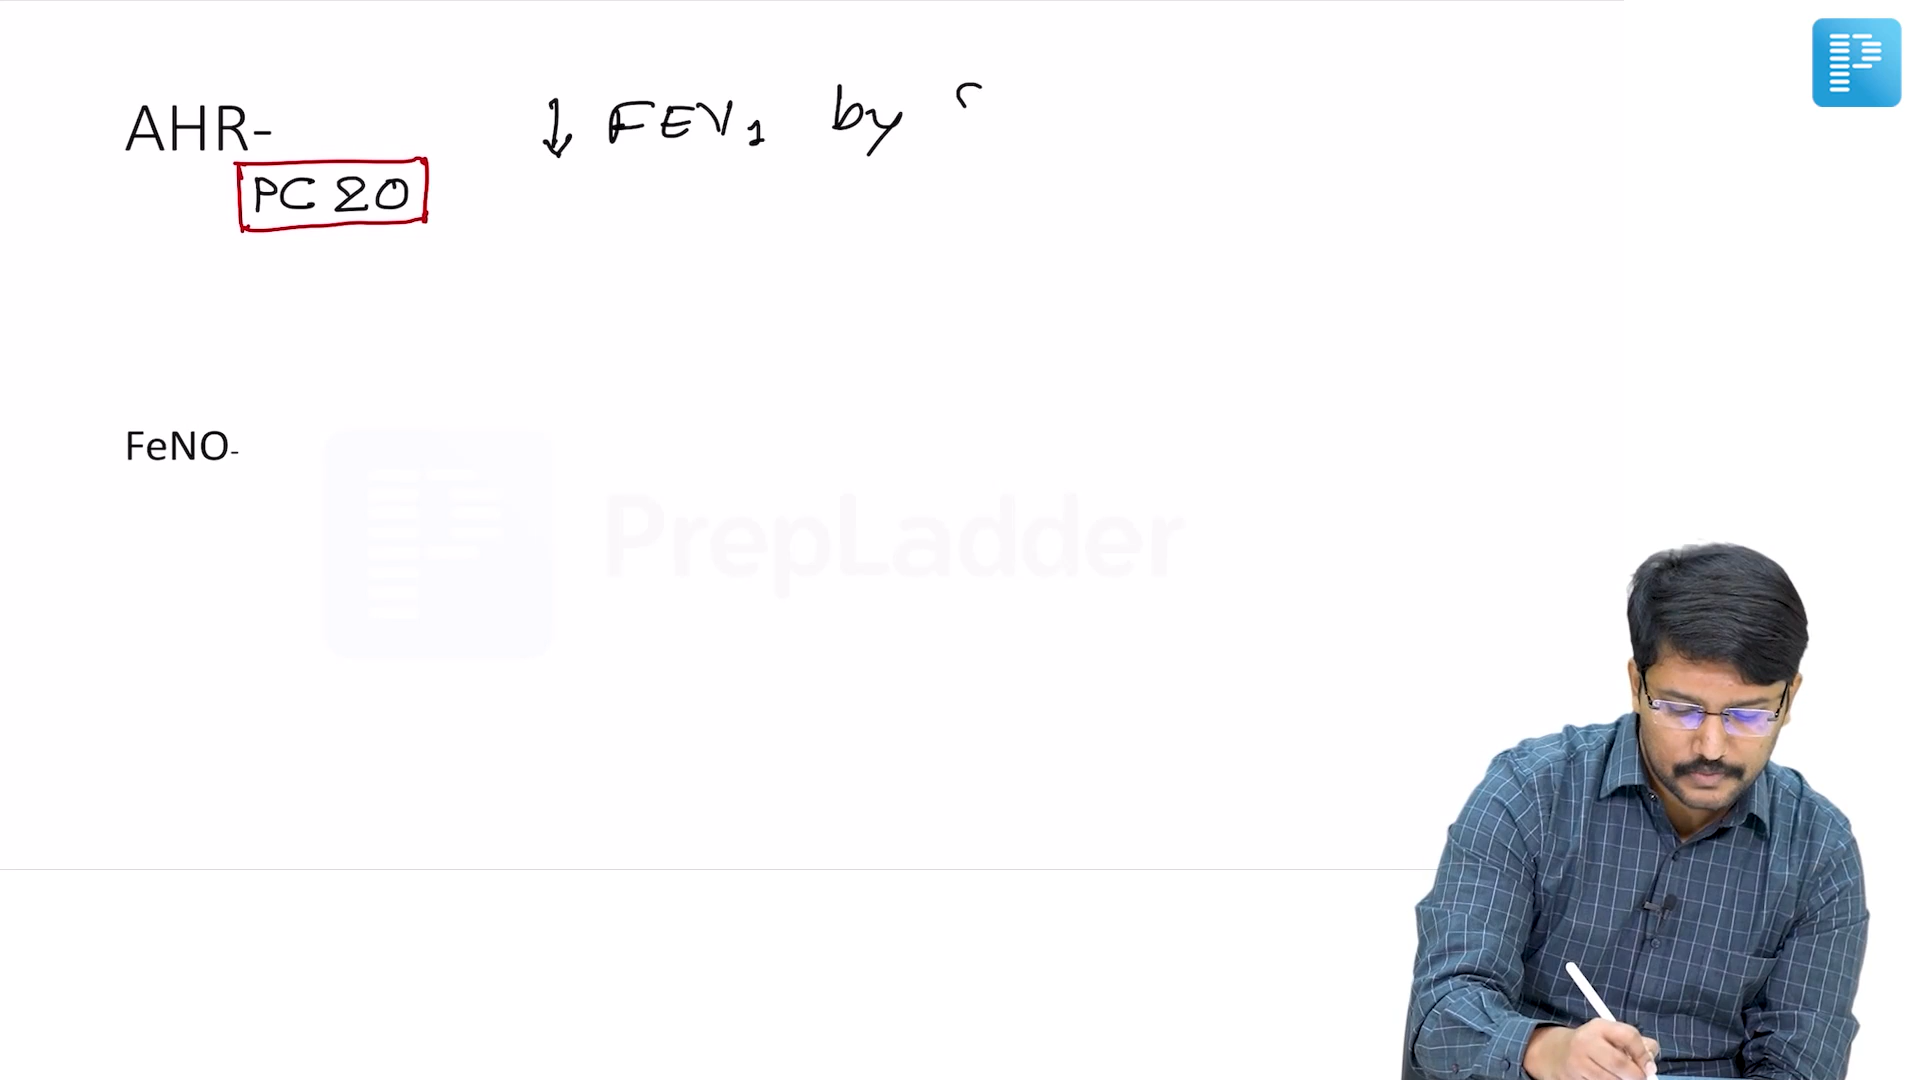 AHR- ↓ FEV1 by
PC 20
FeNO-
PrepLadder